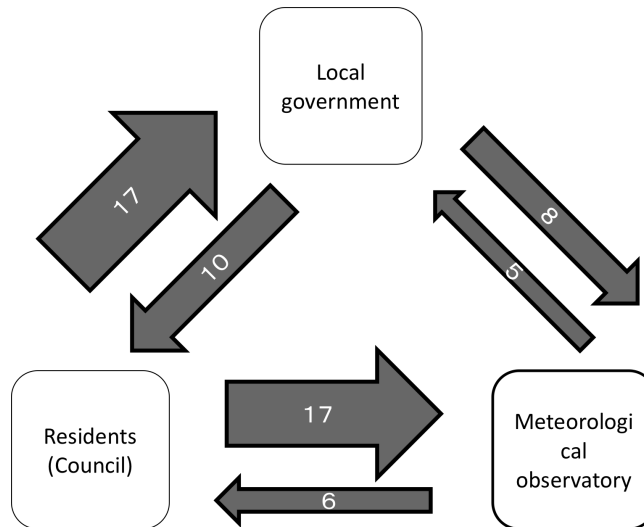 Local
government
17
10
8
5
Residents
(Council)
17
6
Meteorologi
cal
observatory